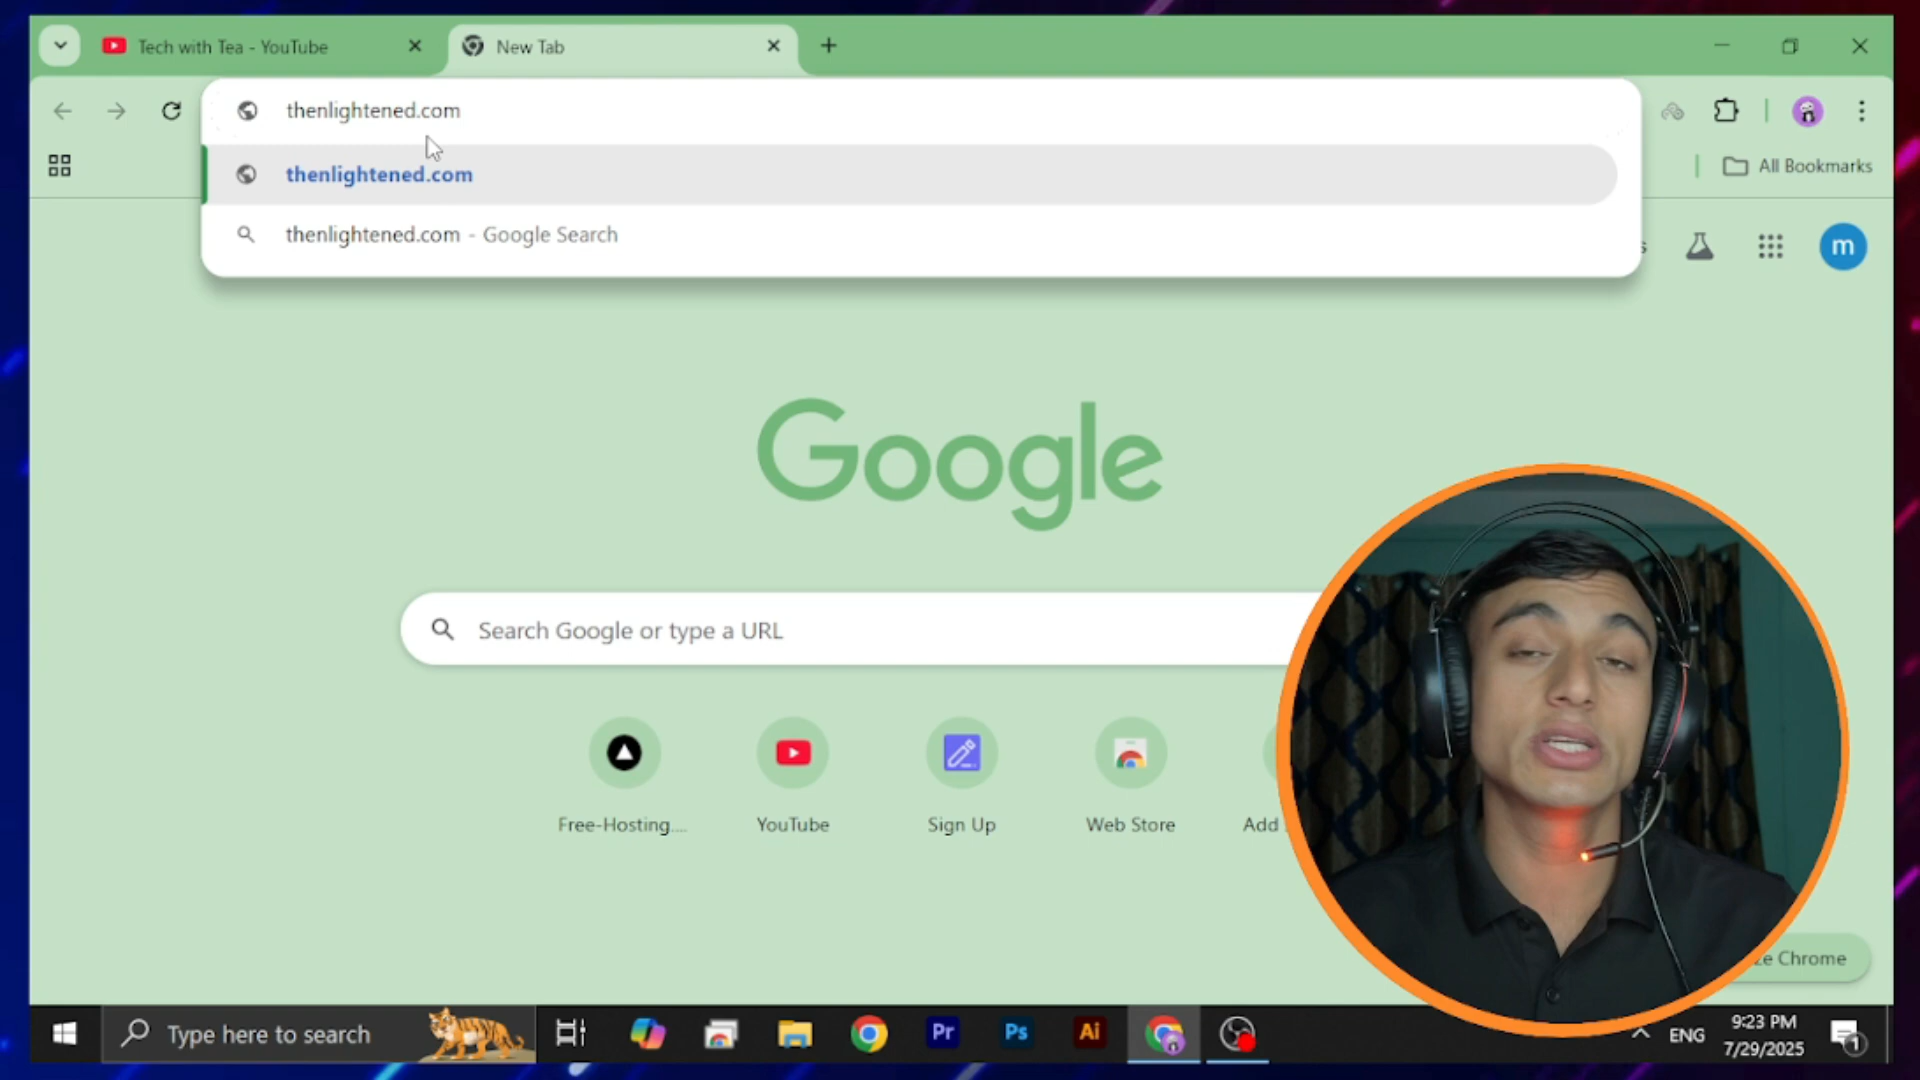 Tech with Tea - YouTube
New Tab
thenlightened.com
All Bookmarks
thenlightened.com
thenlightened.com - Google Search
s
m
Google
Search Google or type a URL
Free-Hosting....
YouTube
Sign Up
Web Store
Add
ze Chrome
Type here to search
Pr
Ps
Ai
ENG
9:23 PM
7/29/2025
1